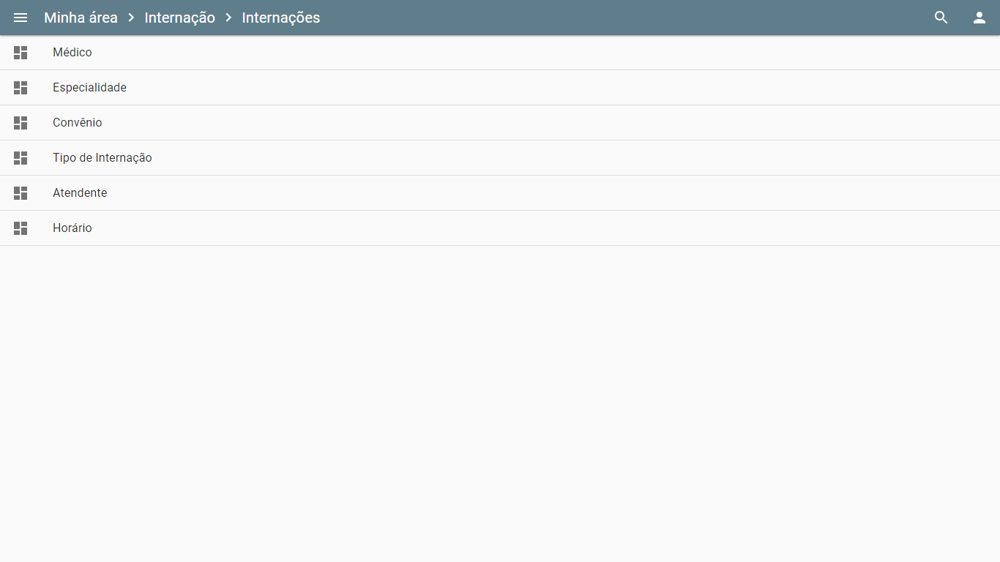 Minha área Internação Internações
Médico
Especialidade
Convênio
Tipo de Internação
Atendente
Horário